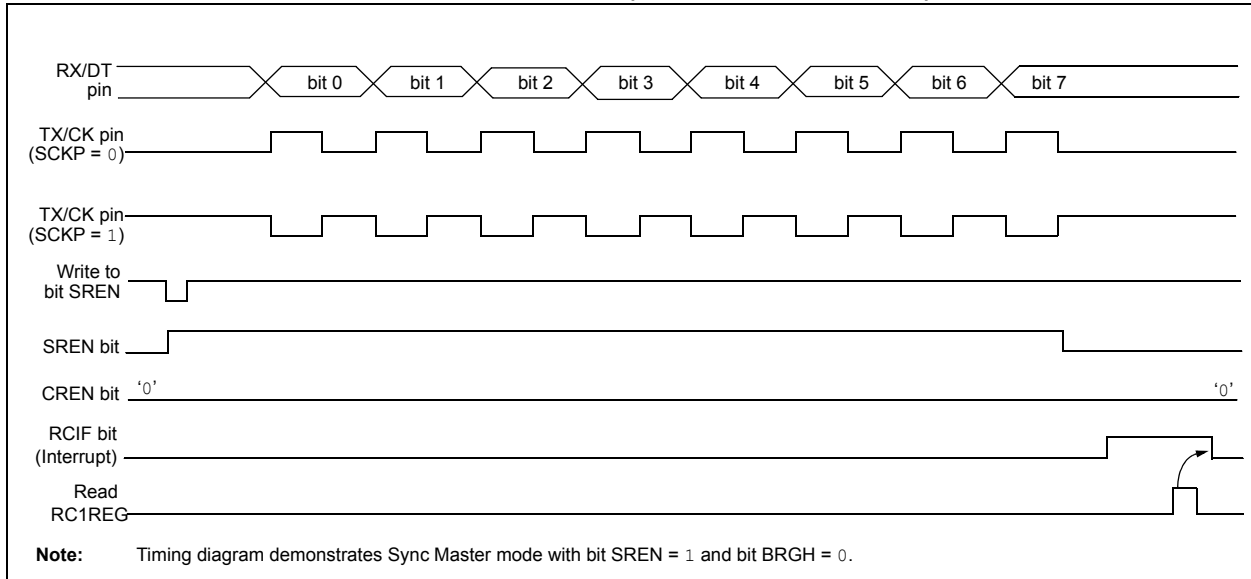 RX/DT
pin
bit 0 bit 1 bit 2 bit 3 bit 4 bit 5 bit 6 bit 7
TX/CK pin
(SCKP = 0)
TX/CK pin
(SCKP = 1)
Write to
bit SREN
SREN bit
CREN bit ‘0’ ‘0’
RCIF bit
(Interrupt)
Read
RC1REG
Note: Timing diagram demonstrates Sync Master mode with bit SREN = 1 and bit BRGH = 0.